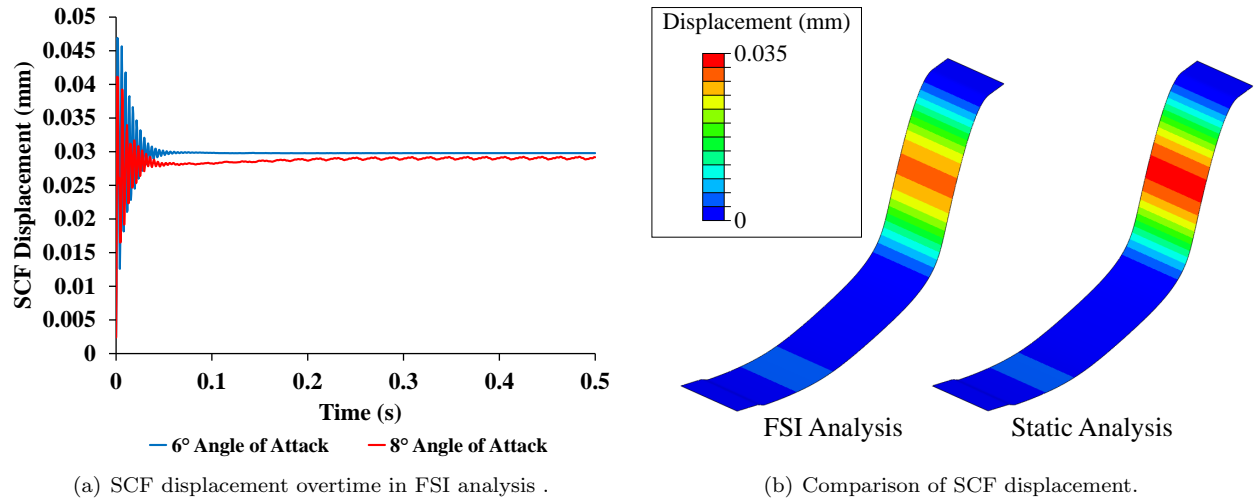 0.05
0.045
0.04
0.035
0.03
0.025
0.02
0.015
0.01
0.005
0
SCF Displacement (mm)
0 0.1 0.2 0.3 0.4 0.5
Time (s)
6° Angle of Attack 8° Angle of Attack
(a) SCF displacement overtime in FSI analysis .
Displacement (mm)
0.035
0
FSI Analysis Static Analysis
(b) Comparison of SCF displacement.